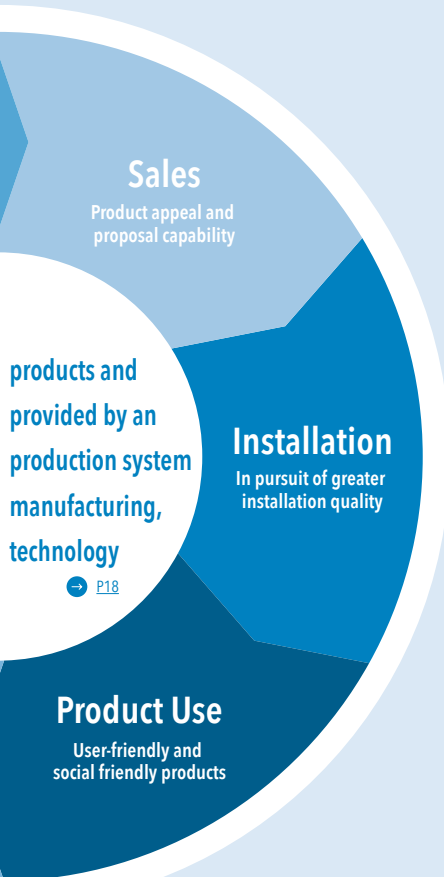 Sales
Product appeal and
proposal capability
products and
provided by an
production system
manufacturing,
technology
→ P18
Installation
In pursuit of greater
installation quality
Product Use
User-friendly and
social friendly products